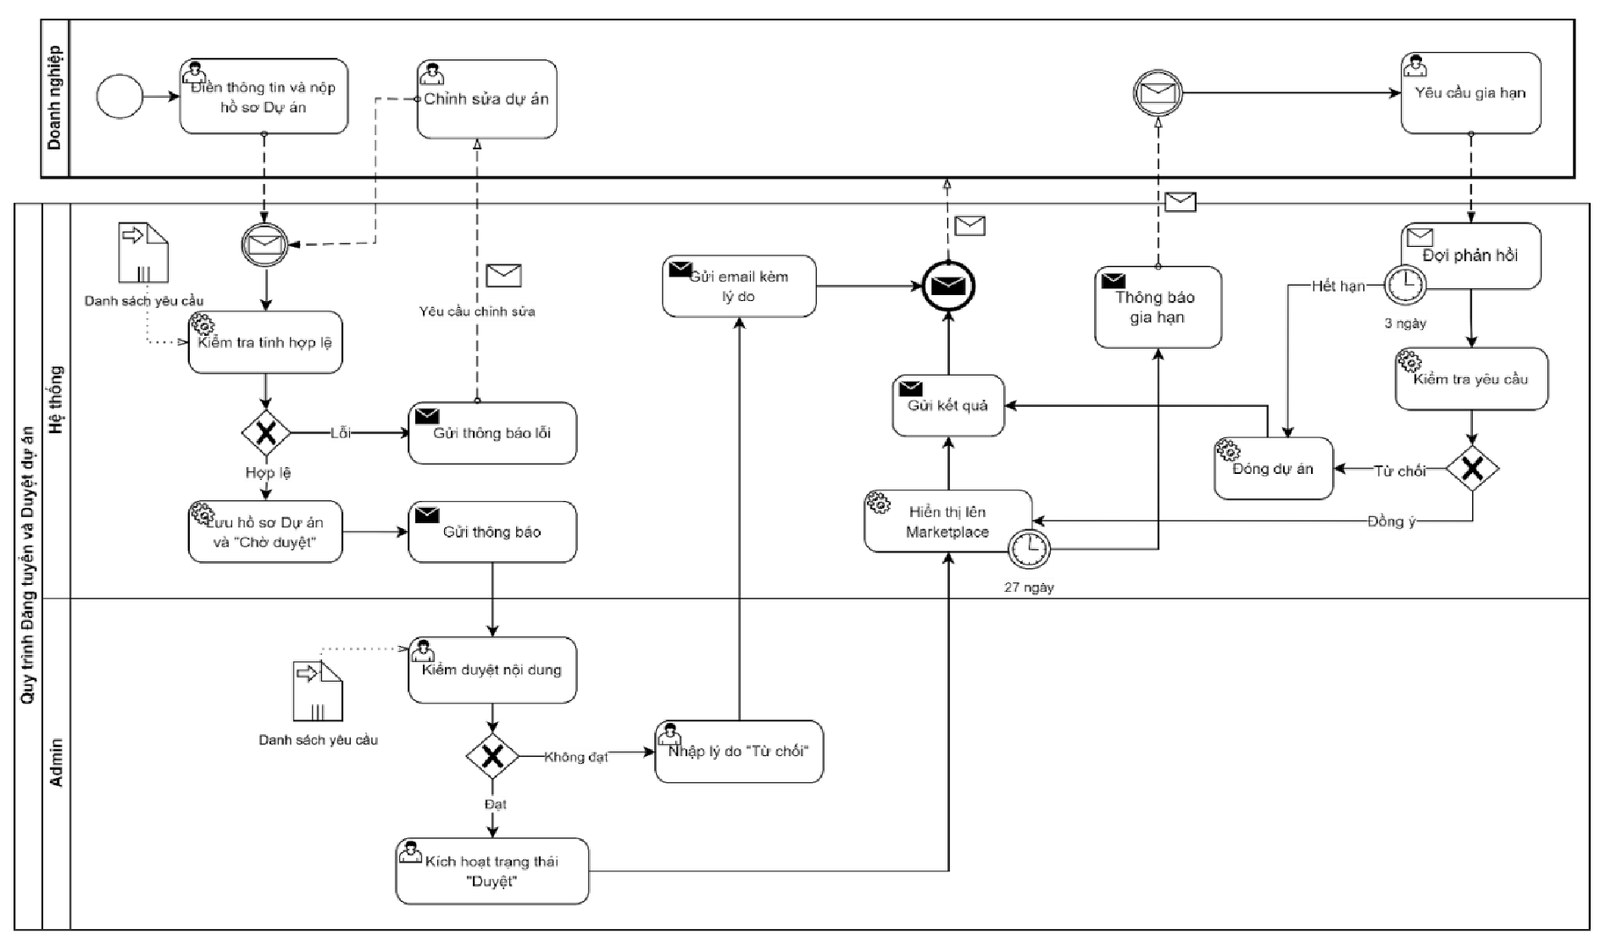 Doanh nghiệp
Điền thông tin và nộp
hồ sơ Dự án
Chỉnh sửa dự án
Yêu cầu gia hạn
Quy trình Đăng tuyển và Duyệt dự án
Hệ thống
Danh sách yêu cầu
Kiểm tra tính hợp lệ
Lỗi
Hợp lệ
Lưu hồ sơ Dự án
và "Chờ duyệt"
Yêu cầu chỉnh sửa
Gửi thông báo lỗi
Gửi thông báo
Gửi email kèm
lý do
Gửi kết quả
Hiển thị lên
Marketplace
27 ngày
Thông báo
gia hạn
Đợi phản hồi
Hết hạn
3 ngày
Kiểm tra yêu cầu
Từ chối
Đóng dự án
Đồng ý
Admin
Danh sách yêu cầu
Kiểm duyệt nội dung
Không đạt
Nhập lý do "Từ chối"
Đạt
Kích hoạt trạng thái
"Duyệt"